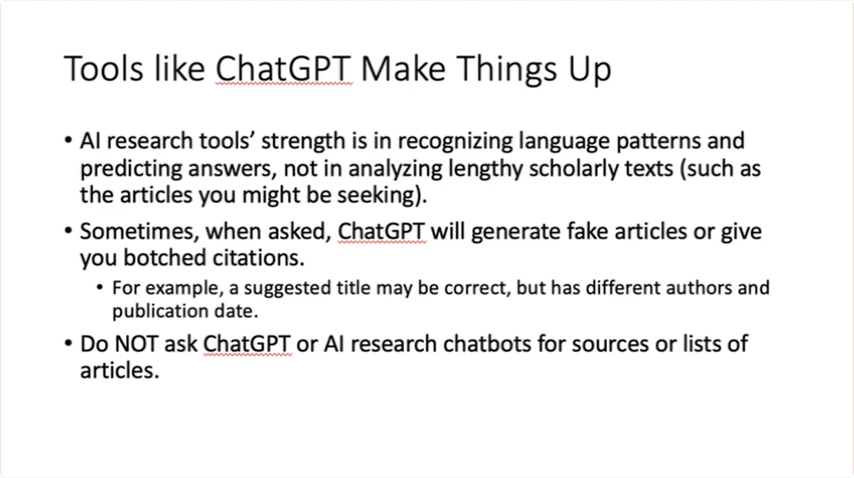 Tools like ChatGPT Make Things Up
• AI research tools’ strength is in recognizing language patterns and
predicting answers, not in analyzing lengthy scholarly texts (such as
the articles you might be seeking).
• Sometimes, when asked, ChatGPT will generate fake articles or give
you botched citations.
• For example, a suggested title may be correct, but has different authors and
publication date.
• Do NOT ask ChatGPT or AI research chatbots for sources or lists of
articles.